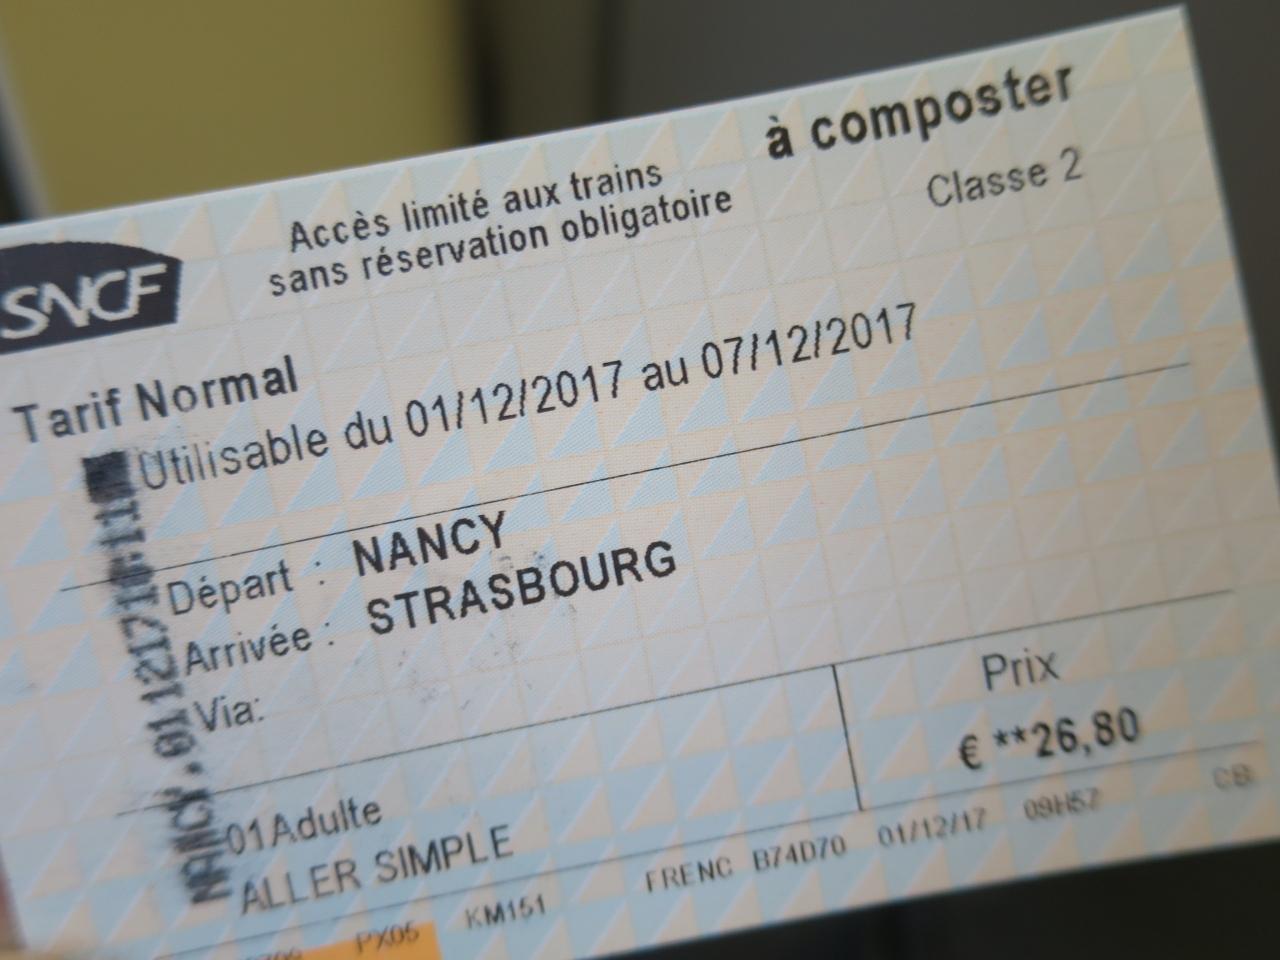 à composter
Accès limité aux trains
sans réservation obligatoire
Classe 2
SNCF
Tarif Normal
Utilisable du 01/12/2017 au 07/12/2017
Départ : NANCY
Arrivée : STRASBOURG
Via:
Prix
€ **26,80
01Adulte
ALLER SIMPLE
CB
PX05 KM151 FRENC B74D70 01/12/17 09H57
NANCY